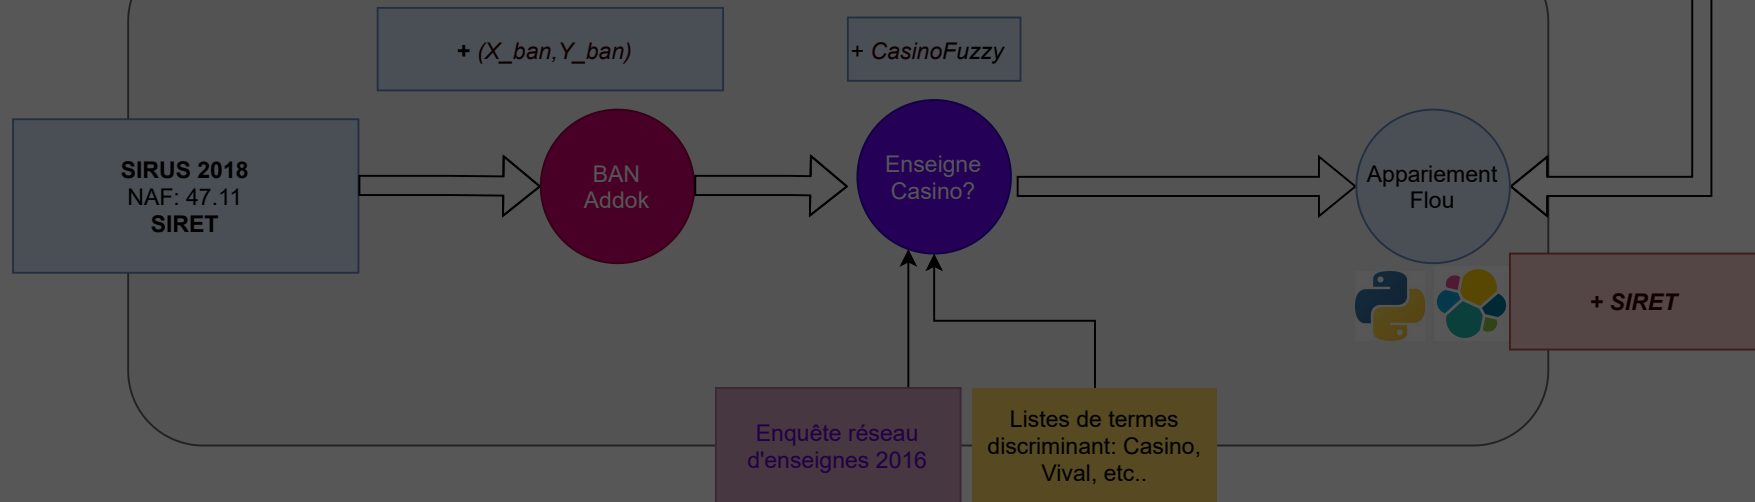 + (X_ban,Y_ban)
+ CasinoFuzzy
SIRUS 2018
NAF: 47.11
SIRET
BAN
Addok
Enseigne
Casino?
Appariement
Flou
+ SIRET
Enquête réseau
d'enseignes 2016
Listes de termes
discriminant: Casino,
Vival, etc..